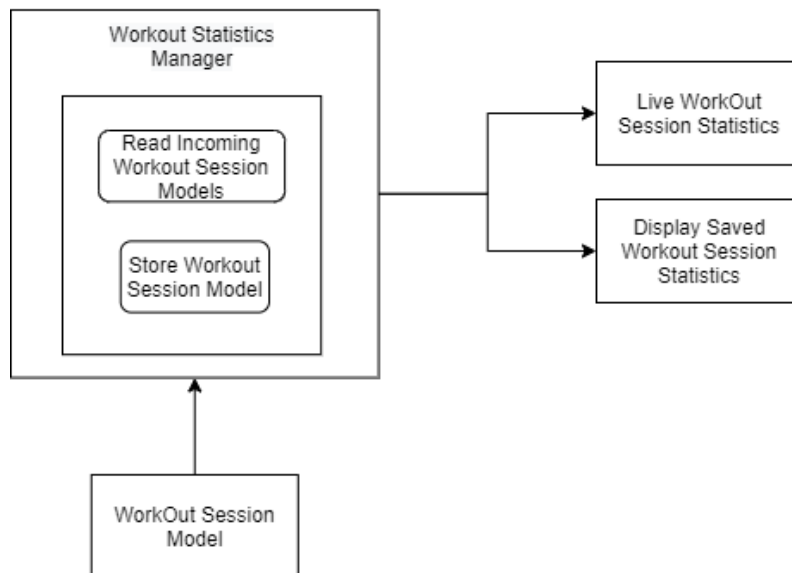 Workout Statistics
Manager
Read Incoming
Workout Session
Models
Store Workout
Session Model
Live WorkOut
Session Statistics
Display Saved
Workout Session
Statistics
WorkOut Session
Model